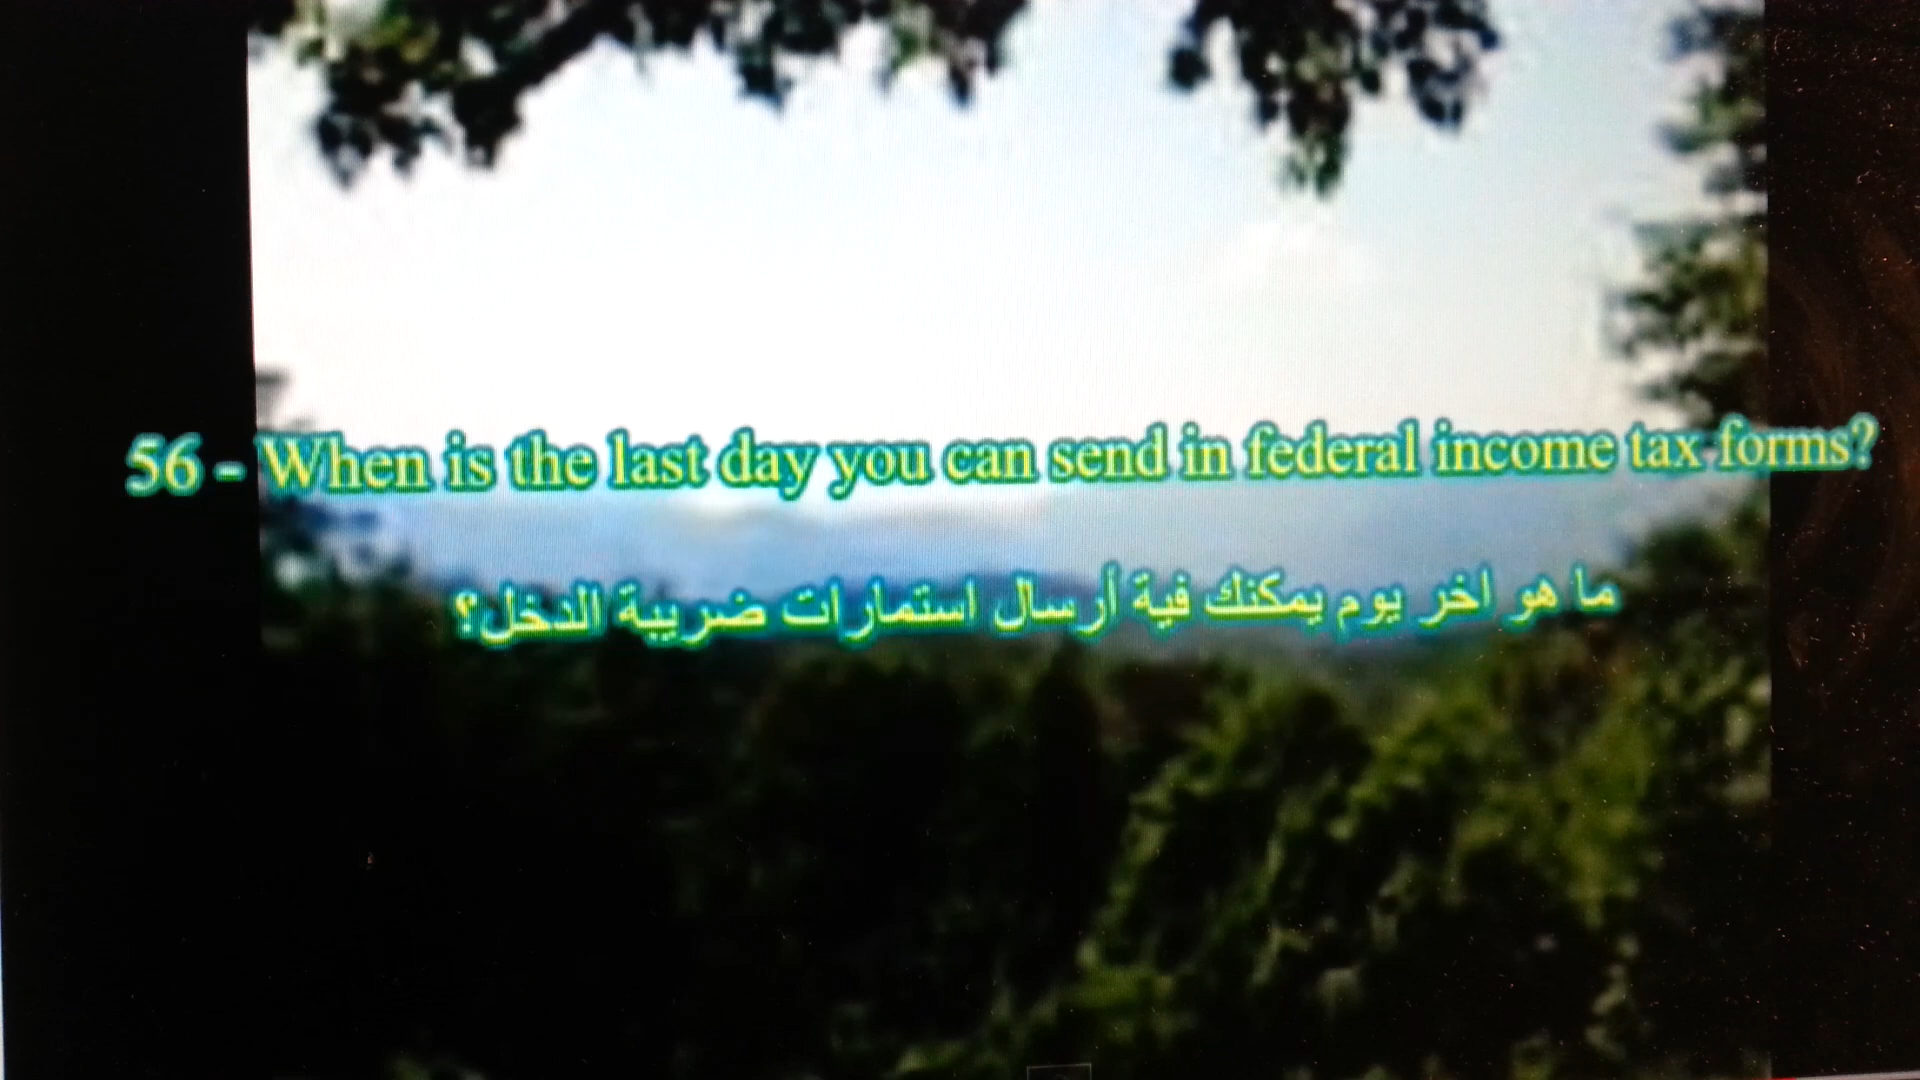 56 - When is the last day you can send in federal income tax forms?
ما هو اخر يوم يمكنك فية أرسال استمارات ضريبة الدخل؟